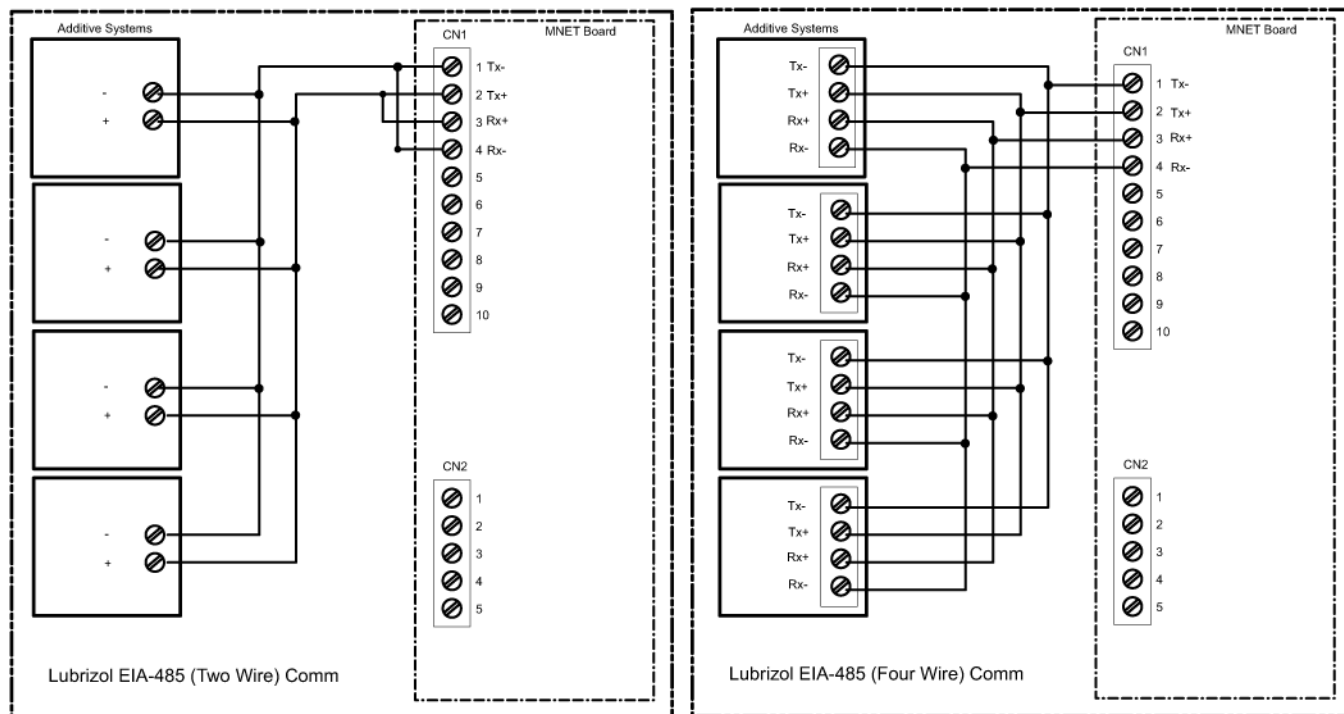 Additive Systems
MNET Board
CN1
-
+
1 Tx-
2 Tx+
3 Rx+
4 Rx-
5
6
7
8
9
10
-
+
-
+
-
+
CN2
1
2
3
4
5
Lubrizol EIA-485 (Two Wire) Comm
Additive Systems
MNET Board
CN1
Tx-
Tx+
Rx+
Rx-
1 Tx-
2 Tx+
3 Rx+
4 Rx-
5
6
7
8
9
10
Tx-
Tx+
Rx+
Rx-
Tx-
Tx+
Rx+
Rx-
Tx-
Tx+
Rx+
Rx-
CN2
1
2
3
4
5
Lubrizol EIA-485 (Four Wire) Comm